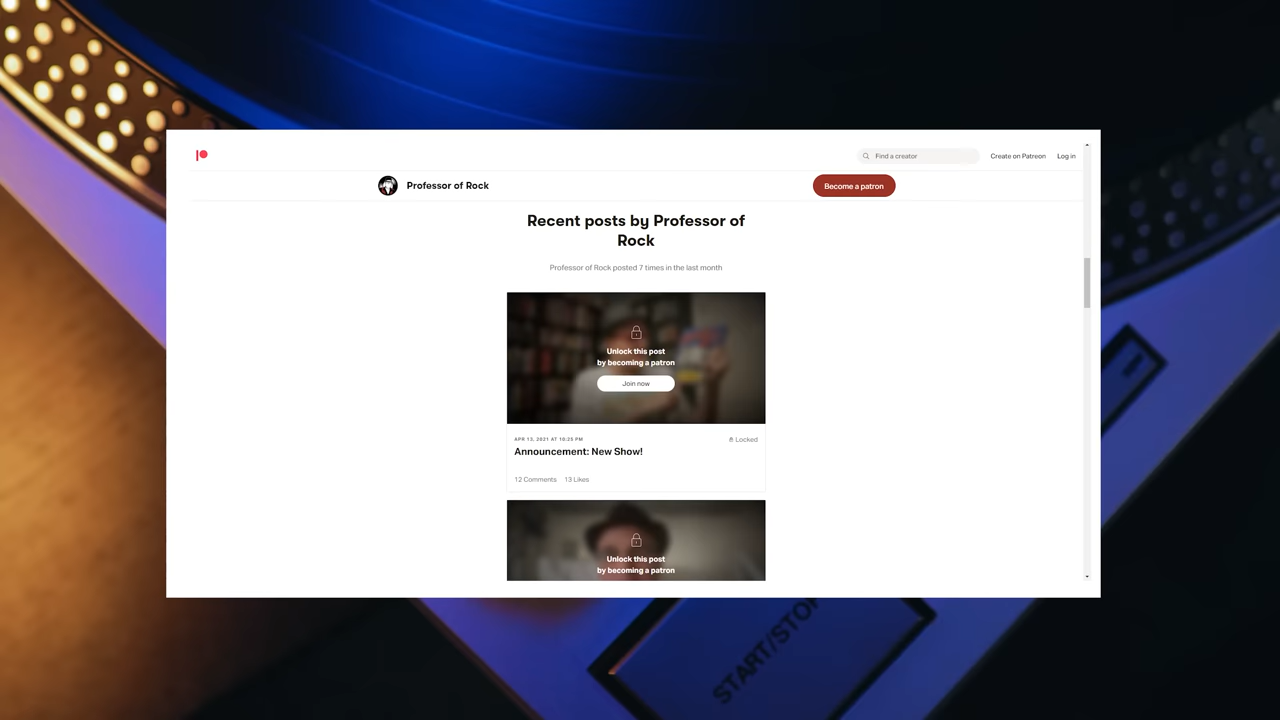 Find a creator
Create on Patreon
Log in
Professor of Rock
Become a patron
Recent posts by Professor of
Rock
Professor of Rock posted 7 times in the last month
Unlock this post
by becoming a patron
Join now
APR 13, 2021 AT 10:25 PM
Locked
Announcement: New Show!
12 Comments
13 Likes
Unlock this post
by becoming a patron
START/STOP